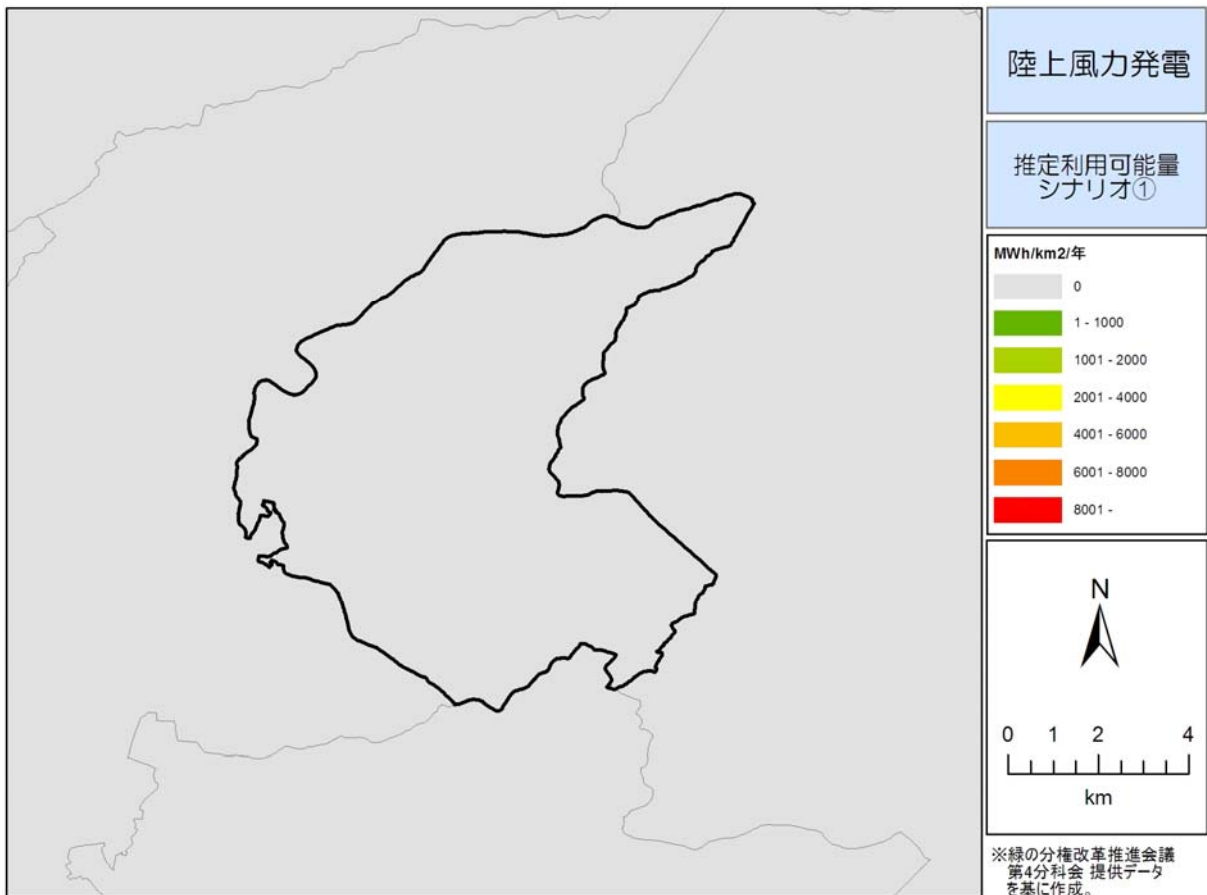 陸上風力発電
推定利用可能量
シナリオ①
MWh/km2/年
0
1 - 1000
1001 - 2000
2001 - 4000
4001 - 6000
6001 - 8000
8001 -
N
0 1 2 4
km
※緑の分権改革推進会議
第4分科会 提供データ
を基に作成。